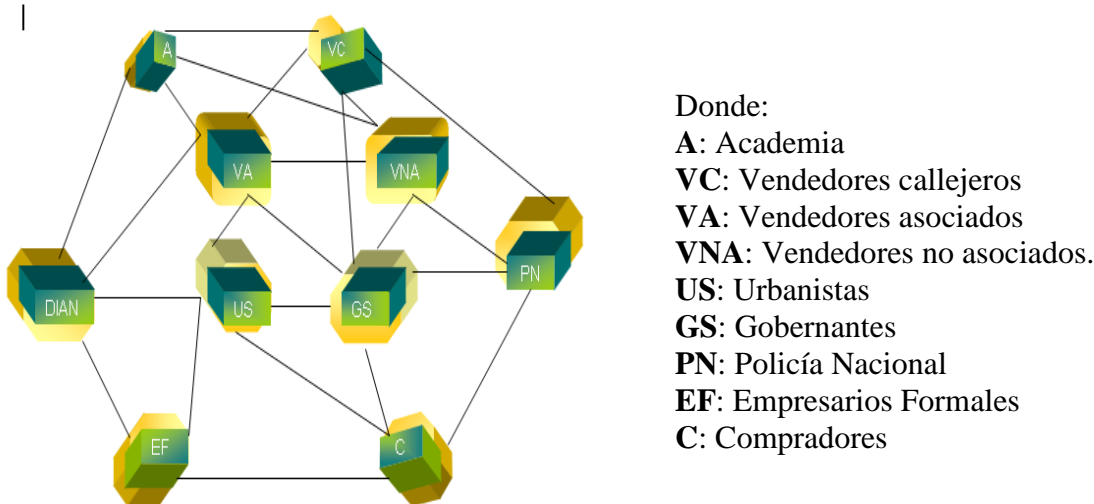 A
VC
VA
VNA
PN
DIAN
US
GS
EF
C
Donde:
A: Academia
VC: Vendedores callejeros
VA: Vendedores asociados
VNA: Vendedores no asociados.
US: Urbanistas
GS: Gobernantes
PN: Policía Nacional
EF: Empresarios Formales
C: Compradores